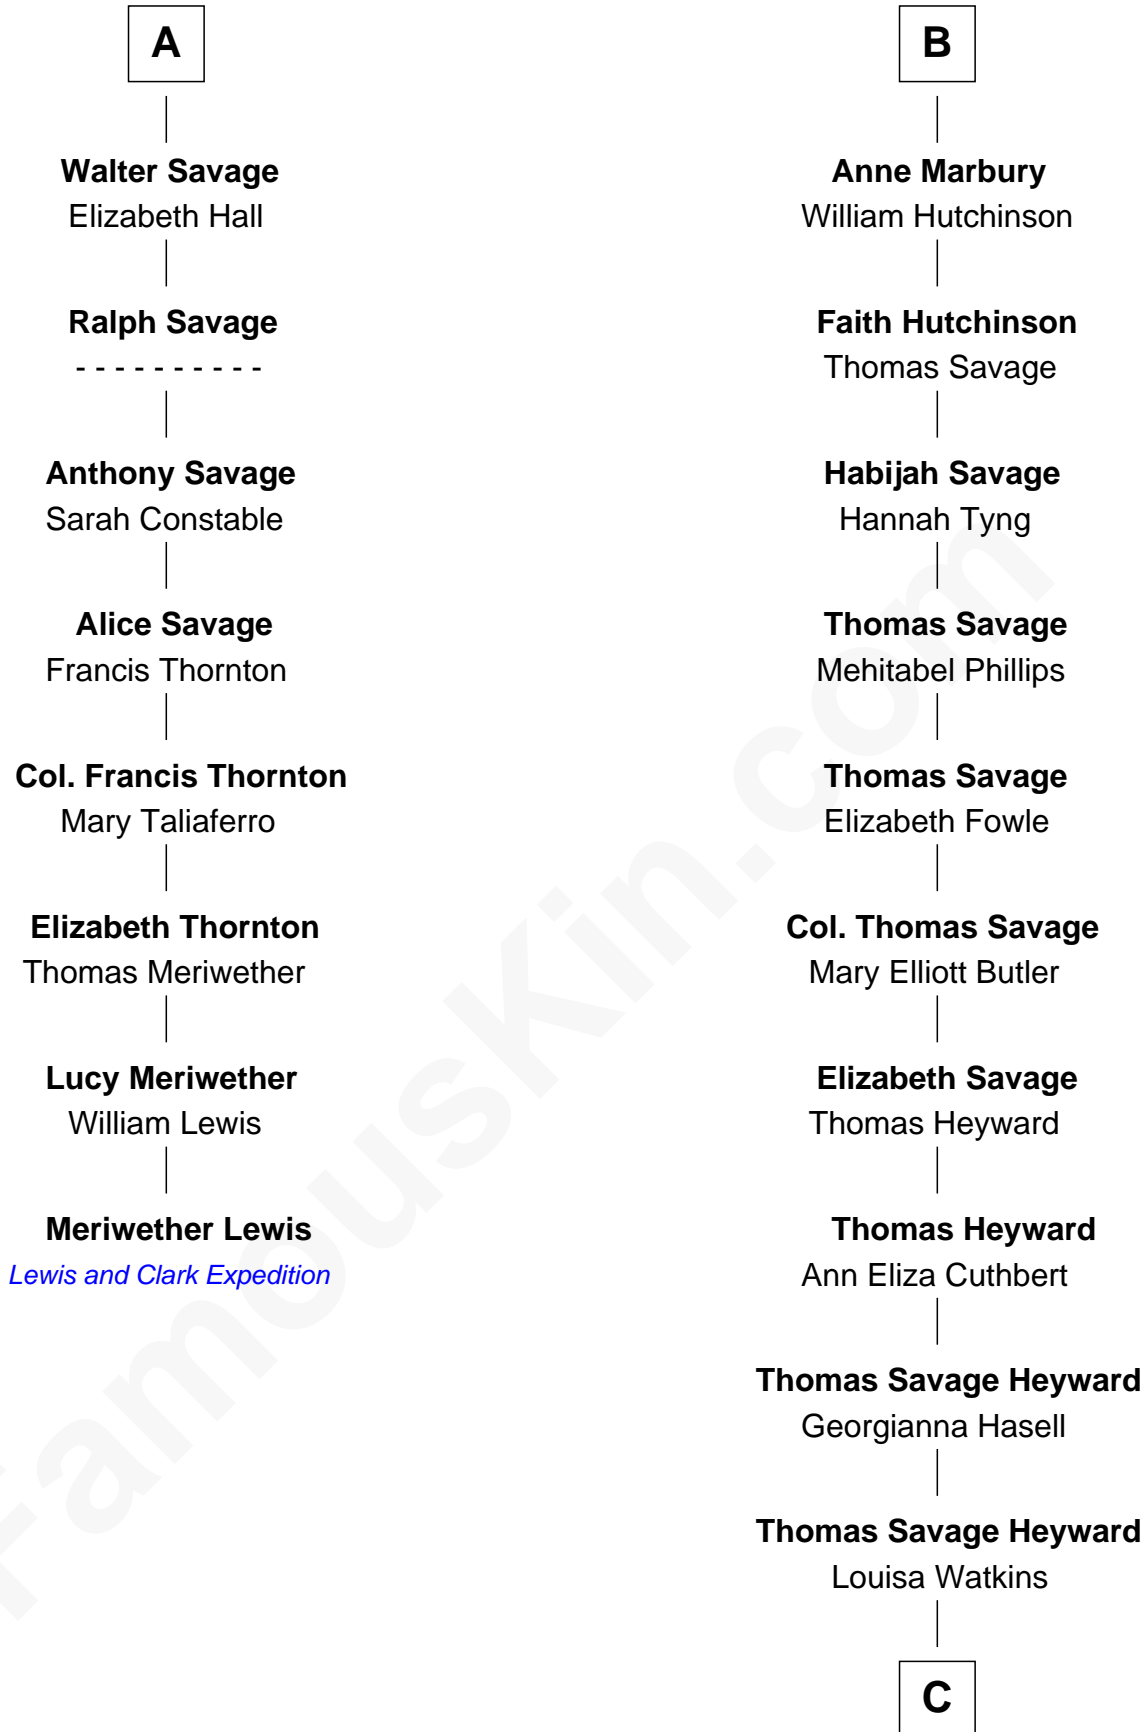 A
Walter Savage
Elizabeth Hall
Ralph Savage
- - - - - - - - - -
Anthony Savage
Sarah Constable
Alice Savage
Francis Thornton
Col. Francis Thornton
Mary Taliaferro
Elizabeth Thornton
Thomas Meriwether
Lucy Meriwether
William Lewis
Meriwether Lewis
Lewis and Clark Expedition
B
Anne Marbury
William Hutchinson
Faith Hutchinson
Thomas Savage
Habijah Savage
Hannah Tyng
Thomas Savage
Mehitabel Phillips
Thomas Savage
Elizabeth Fowle
Col. Thomas Savage
Mary Elliott Butler
Elizabeth Savage
Thomas Heyward
Thomas Heyward
Ann Eliza Cuthbert
Thomas Savage Heyward
Georgianna Hasell
Thomas Savage Heyward
Louisa Watkins
C
FamousKin.com